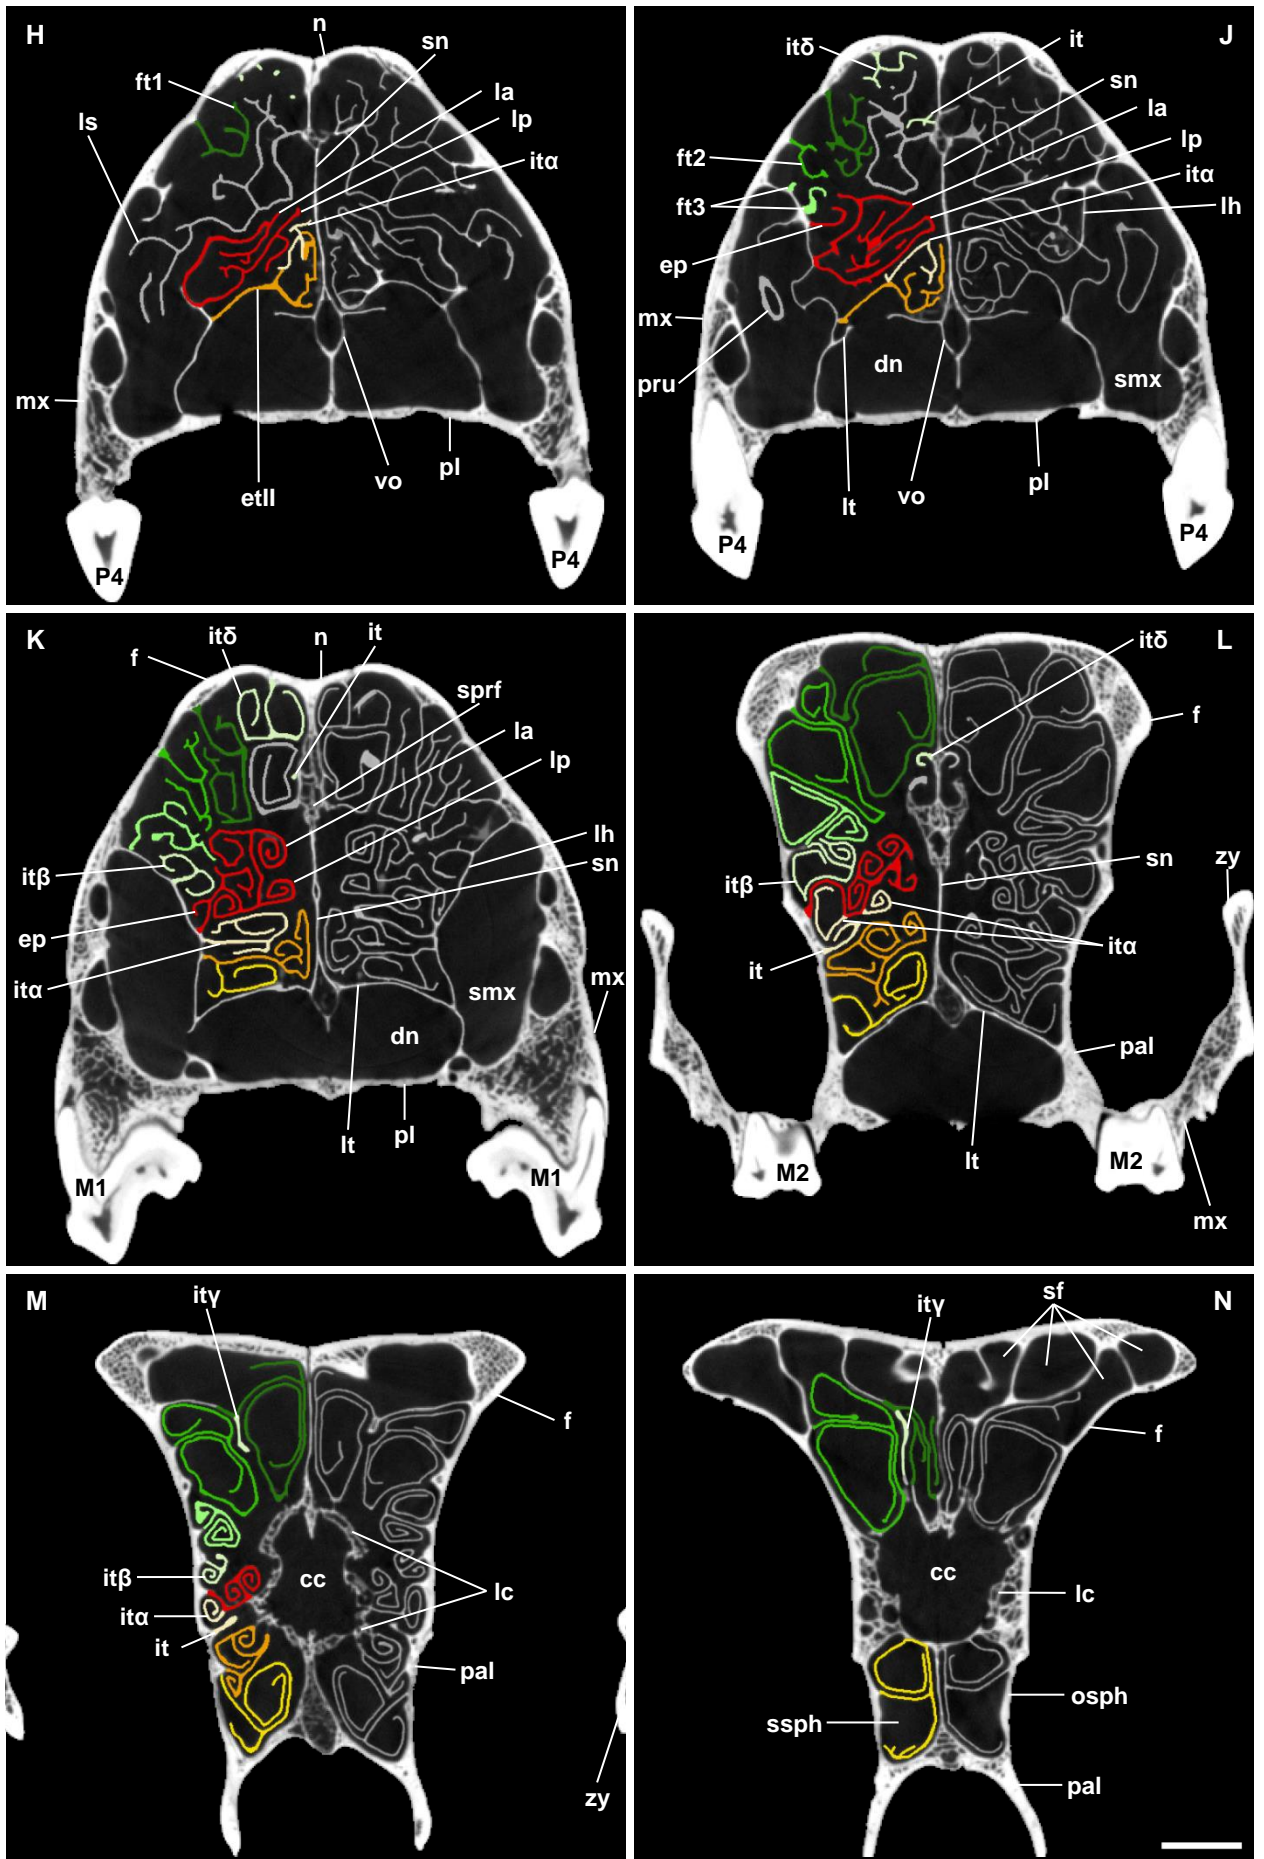 H
n
sn
ft1
la
ls
lp
itα
mx
vo
pl
etII
P4
P4
J
itδ
it
sn
la
ft2
lp
itα
ft3
lh
ep
mx
dn
pru
smx
lt
vo
pl
P4
P4
K
itδ
n
it
f
sprf
la
lp
lh
itβ
sn
ep
itα
smx
mx
dn
lt
pl
M1
M1
L
itδ
f
itβ
sn
zy
itα
it
pal
lt
M2
M2
mx
M
itγ
f
itβ
cc
lc
itα
it
pal
zy
N
itγ
sf
f
cc
lc
osph
ssph
pal